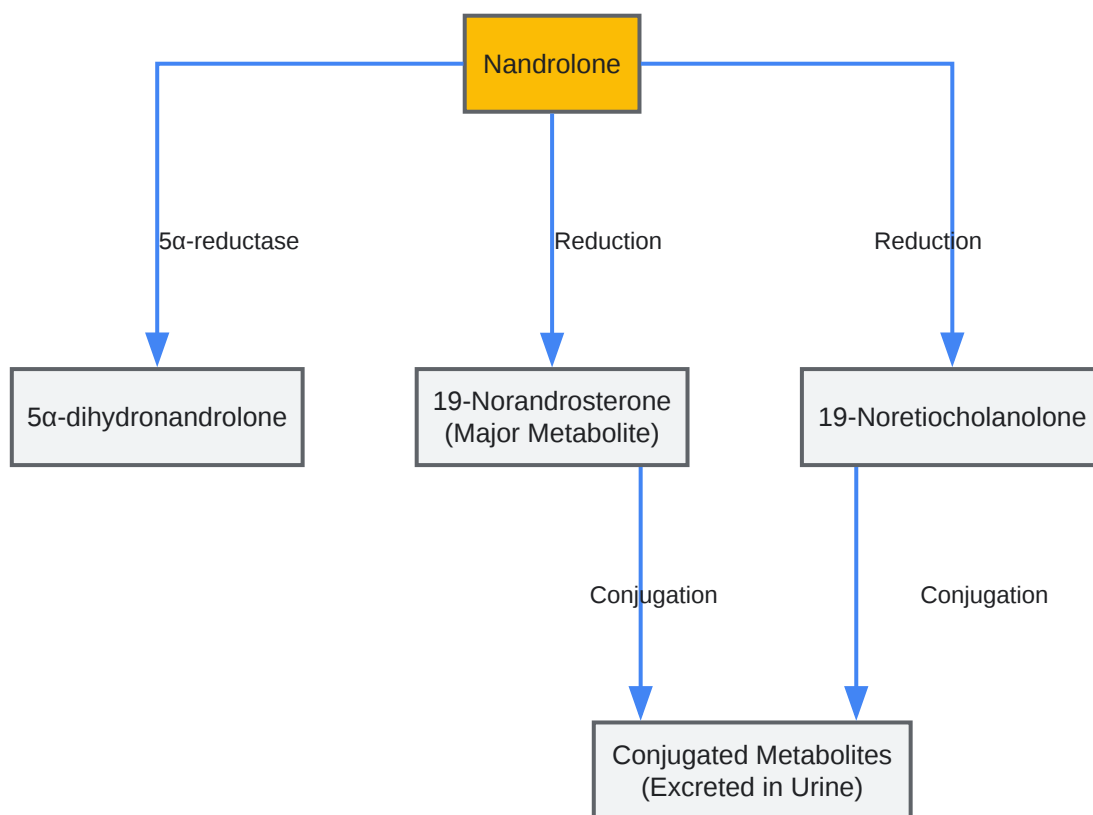 Nandrolone
5α-reductase
Reduction
Reduction
5α-dihydronandrolone
19-Norandrosterone
(Major Metabolite)
19-Noretiocholanolone
Conjugation
Conjugation
Conjugated Metabolites
(Excreted in Urine)